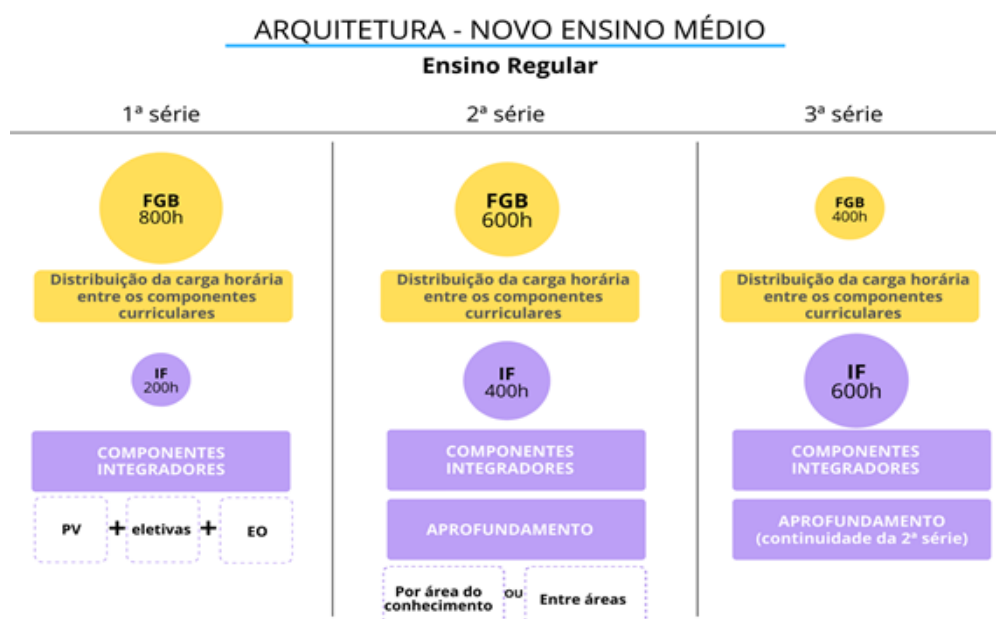 ARQUITETURA - NOVO ENSINO MÉDIO
Ensino Regular
1ª série
2ª série
3ª série
FGB
800h
FGB
600h
FGB
400h
Distribuição da carga horária
entre os componentes
curriculares
Distribuição da carga horária
entre os componentes
curriculares
Distribuição da carga horária
entre os componentes
curriculares
IF
200h
IF
400h
IF
600h
COMPONENTES
INTEGRADORES
COMPONENTES
INTEGRADORES
COMPONENTES
INTEGRADORES
PV + eletivas + EO
APROFUNDAMENTO
APROFUNDAMENTO
(continuidade da 2ª série)
Por área do
conhecimento
OU
Entre áreas